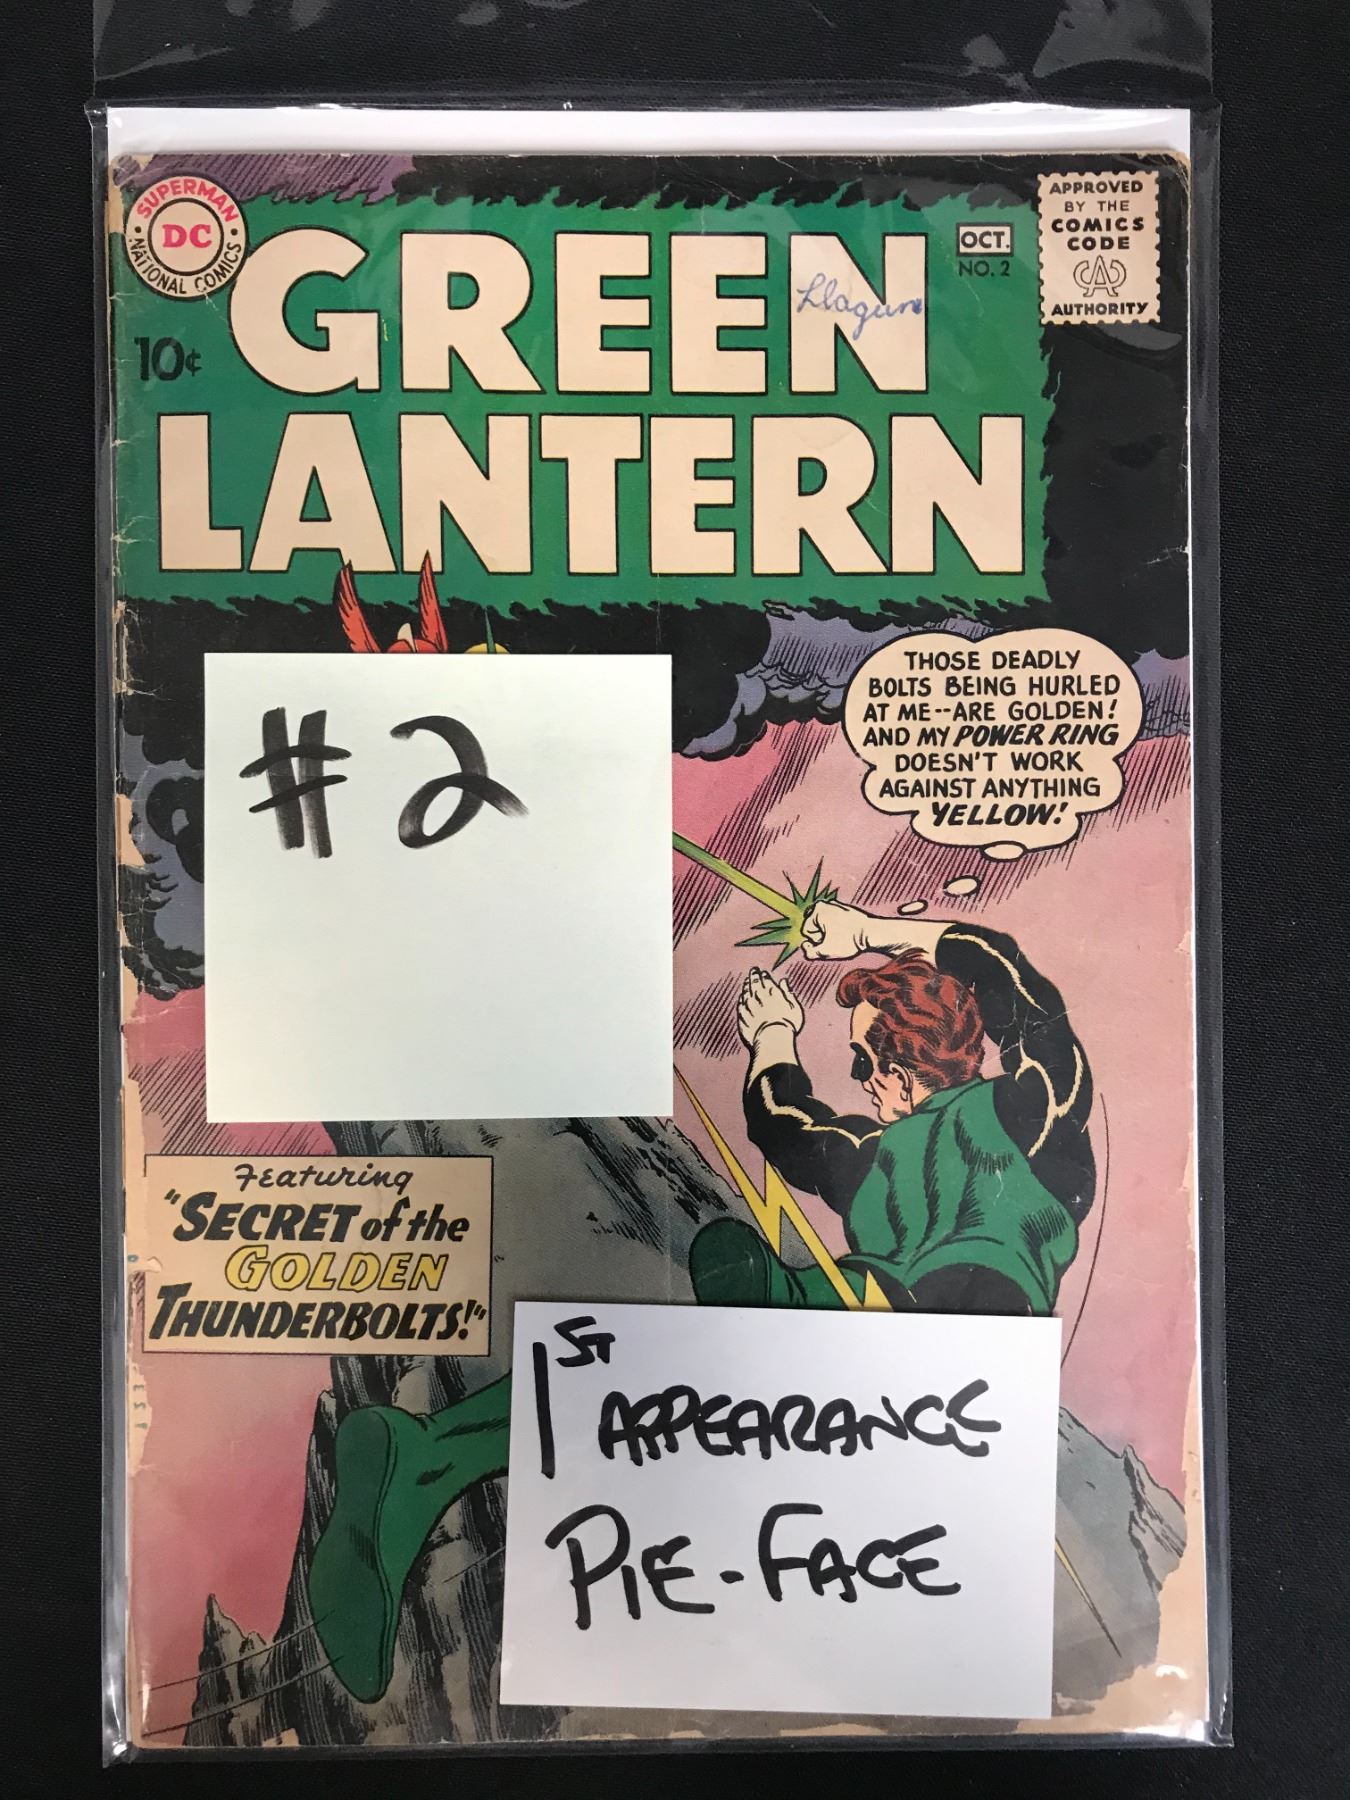 SUPERMAN
DC
NATIONAL COMICS
GREEN
LANTERN
10¢
OCT.
NO. 2
APPROVED
BY THE
COMICS
CODE
CA
AUTHORITY
THOSE DEADLY
BOLTS BEING HURLED
AT ME--ARE GOLDEN!
AND MY POWER RING
DOESN'T WORK
AGAINST ANYTHING
YELLOW!
#2
Featuring
"SECRET of the
GOLDEN
THUNDERBOLTS!"
1ST
APPEARANCE
PIE-FACE